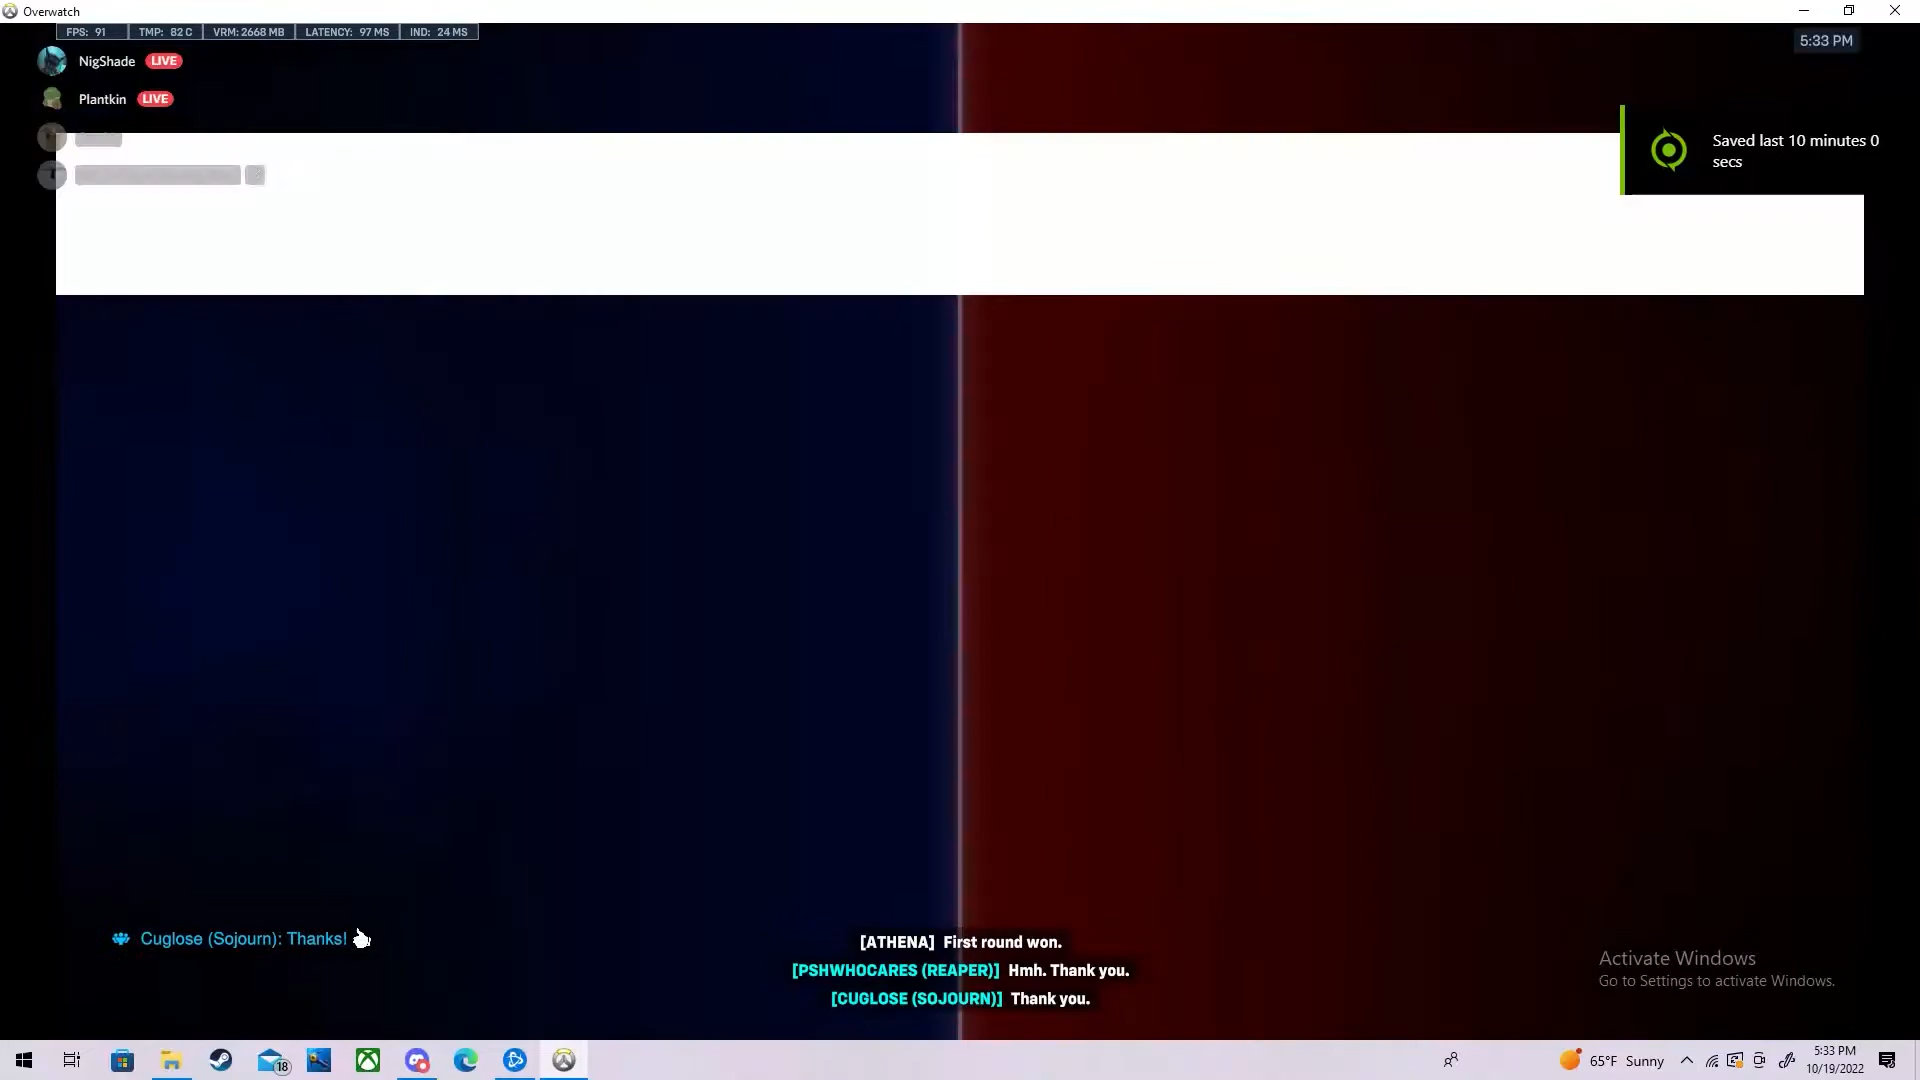 Overwatch
FPS: 91 TMP: 82 C VRM: 2668 MB LATENCY: 97 MS IND: 24 MS
5:33 PM
NigShade LIVE
Plantkin LIVE
Saved last 10 minutes 0
secs
Cuglose (Sojourn): Thanks!
[ATHENA] First round won.
[PSHWHOCARES (REAPER)] Hmh. Thank you.
[CUGLOSE (SOJOURN)] Thank you.
Activate Windows
Go to Settings to activate Windows.
18
65°F Sunny
5:33 PM
10/19/2022